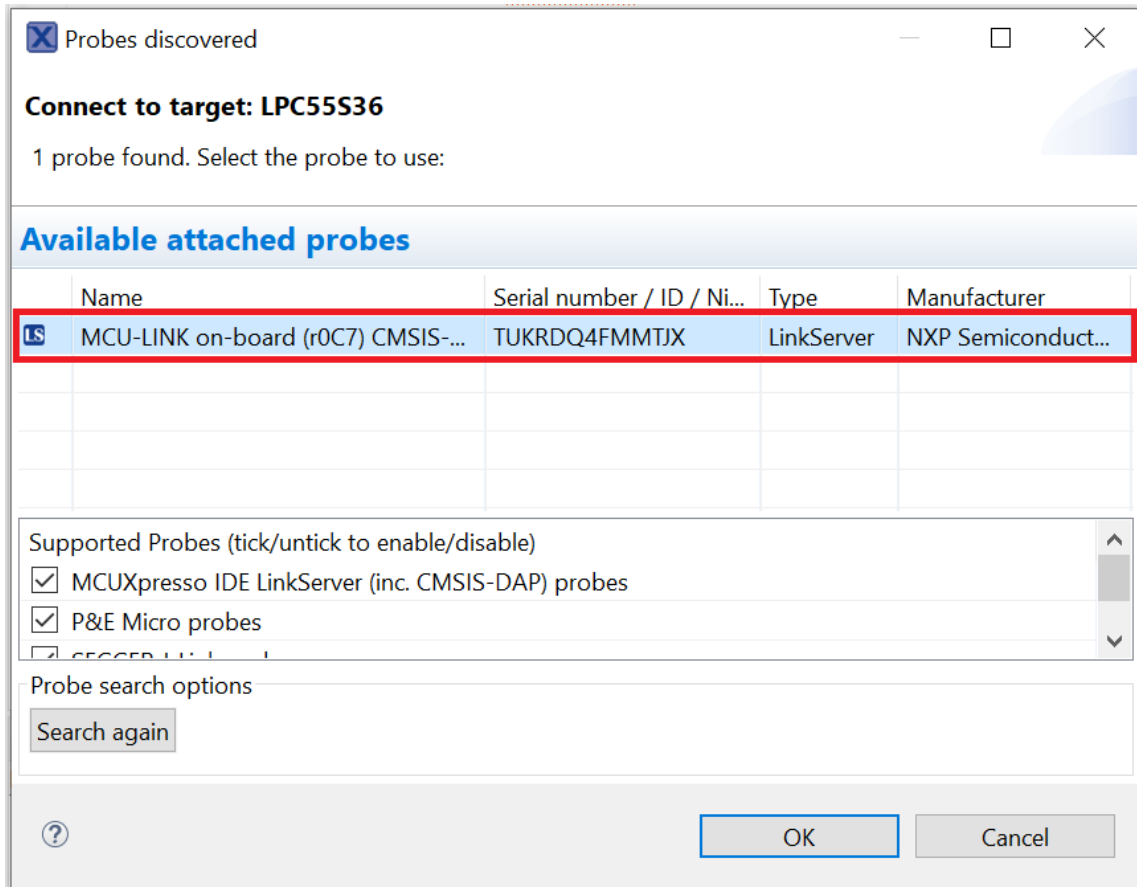 Probes discovered
Connect to target: LPC55S36
1 probe found. Select the probe to use:
Available attached probes
Name Serial number / ID / Ni... Type Manufacturer
LS MCU-LINK on-board (r0C7) CMSIS-... TUKRDQ4FMMTJX LinkServer NXP Semiconduct...
Supported Probes (tick/untick to enable/disable)
MCUXpresso IDE LinkServer (inc. CMSIS-DAP) probes
P&E Micro probes
Probe search options
Search again
OK Cancel